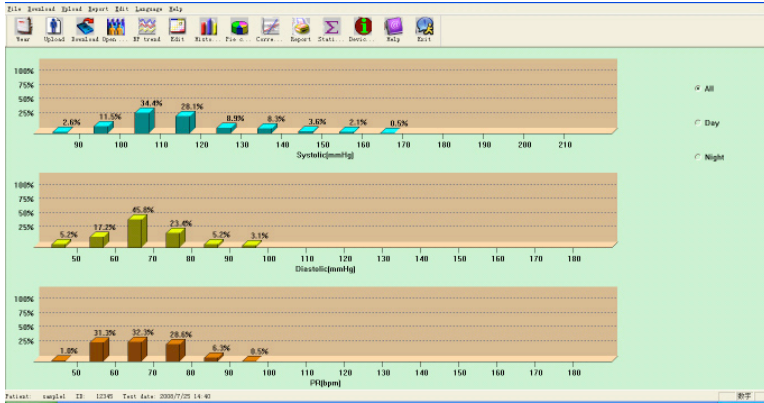 File Download Upload Report Edit Language Help
Wear Upload Download Open ... BP trend Edit Histo... Pie c... Corre... Report Stati... Devic... Help Exit
100%
75%
50%
25%
2.6% 11.5% 34.4% 28.1% 8.9% 8.3% 3.6% 2.1% 0.5%
90 100 110 120 130 140 150 160 170 180 190 200 210
Systolic(mmHg)
All
Day
Night
100%
75%
50%
25%
5.2% 17.2% 45.8% 23.4% 5.2% 3.1%
50 60 70 80 90 100 110 120 130 140 150 160 170 180
Diastolic(mmHg)
100%
75%
50%
25%
1.0% 31.3% 32.3% 28.6% 6.3% 0.5%
50 60 70 80 90 100 110 120 130 140 150 160 170 180
PR(bpm)
Patient: sample1 ID: 12345 Test date: 2008/7/25 14:40 数字